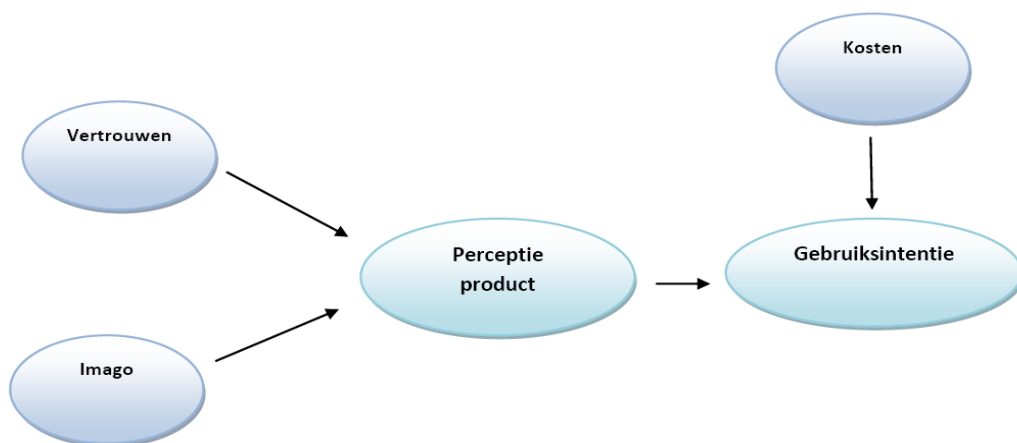 Kosten
Vertrouwen
Perceptie
product
Gebruiksintentie
Imago